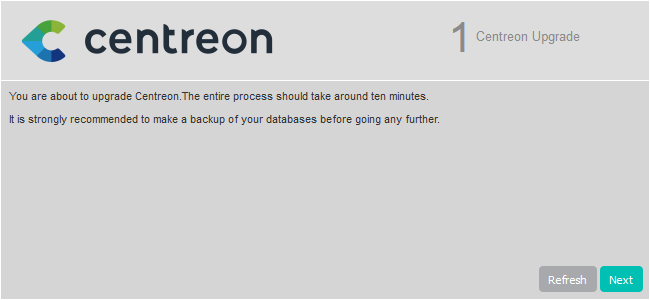 centreon
1 Centreon Upgrade
You are about to upgrade Centreon.The entire process should take around ten minutes.
It is strongly recommended to make a backup of your databases before going any further.
Refresh Next